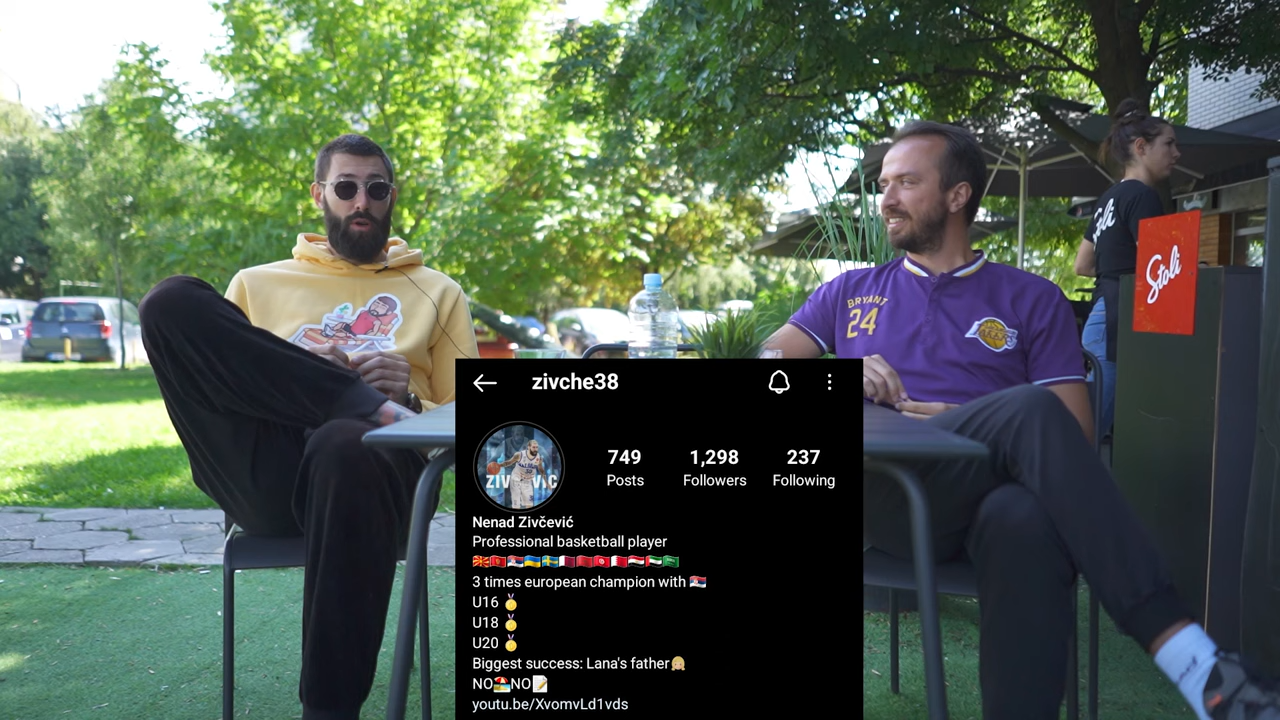 BRYANT
24
Stoli
Stoli
zivche38
749
1,298
237
Posts
Followers
Following
Nenad Zivčević
Professional basketball player
3 times european champion with
U16
U18
U20
Biggest success: Lana's father
NO🏖NO📝
youtu.be/XvomvLd1vds